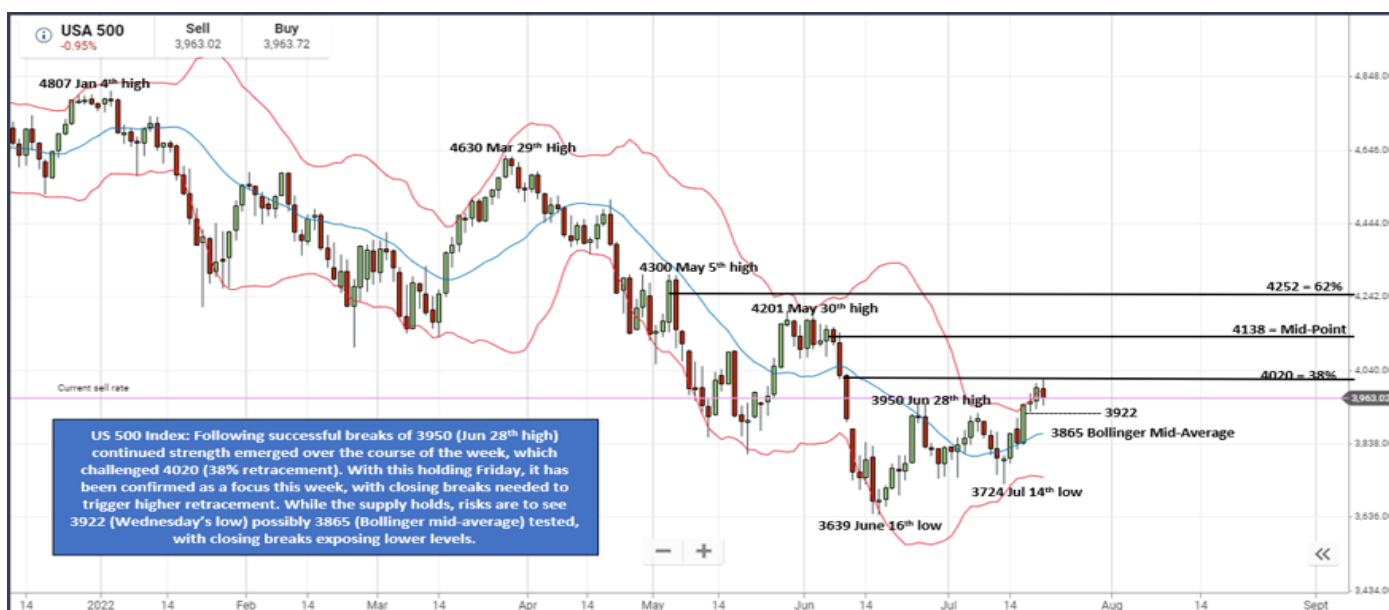 USA 500
-0.95%
Sell
3,963.02
Buy
3,963.72
4807 Jan 4th high
4630 Mar 29th High
4300 May 5th high
4252 = 62%
4201 May 30th high
4138 = Mid-Point
4020 = 38%
Current sell rate
3950 Jun 28th high
3922
3865 Bollinger Mid-Average
3724 Jul 14th low
3639 June 16th low
US 500 Index: Following successful breaks of 3950 (Jun 28th high)
continued strength emerged over the course of the week, which
challenged 4020 (38% retracement). With this holding Friday, it has
been confirmed as a focus this week, with closing breaks needed to
trigger higher retracement. While the supply holds, risks are to see
3922 (Wednesday's low) possibly 3865 (Bollinger mid-average) tested,
with closing breaks exposing lower levels.
4,848.00
4,646.00
4,444.00
4,242.00
4,040.00
3,963.02
3,838.00
3,636.00
3,434.00
14 2022 14 Feb 14 Mar 14 Apr 14 May 14 Jun 14 Jul 14 Aug 14 Sept